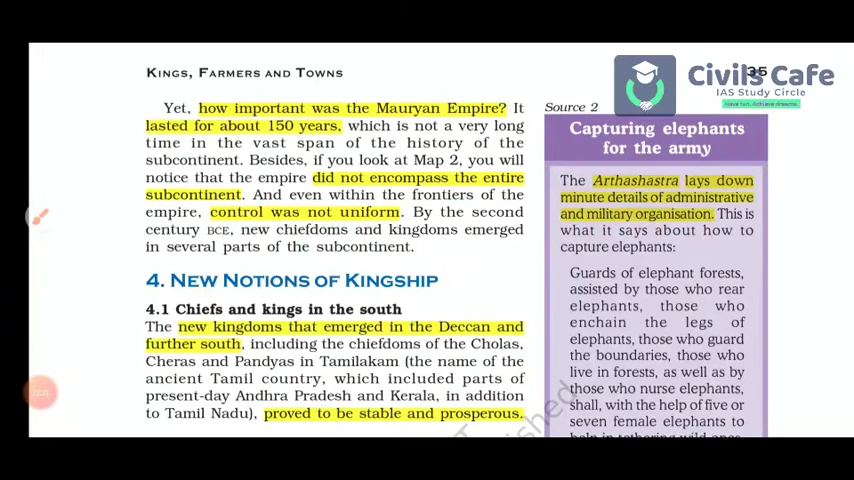 KINGS, FARMERS AND TOWNS
35
Civils Cafe
IAS Study Circle
Have fun. Achieve dreams.
Yet, how important was the Mauryan Empire? It
lasted for about 150 years, which is not a very long
time in the vast span of the history of the
subcontinent. Besides, if you look at Map 2, you will
notice that the empire did not encompass the entire
subcontinent. And even within the frontiers of the
empire, control was not uniform. By the second
century BCE, new chiefdoms and kingdoms emerged
in several parts of the subcontinent.
4. NEW NOTIONS OF KINGSHIP
4.1 Chiefs and kings in the south
The new kingdoms that emerged in the Deccan and
further south, including the chiefdoms of the Cholas,
Cheras and Pandyas in Tamilakam (the name of the
ancient Tamil country, which included parts of
present-day Andhra Pradesh and Kerala, in addition
to Tamil Nadu), proved to be stable and prosperous.
Source 2
Capturing elephants
for the army
The Arthashastra lays down
minute details of administrative
and military organisation. This is
what it says about how to
capture elephants:
Guards of elephant forests,
assisted by those who rear
elephants, those who
enchain the legs of
elephants, those who guard
the boundaries, those who
live in forests, as well as by
those who nurse elephants,
shall, with the help of five or
seven female elephants to
help in tethering wild ones